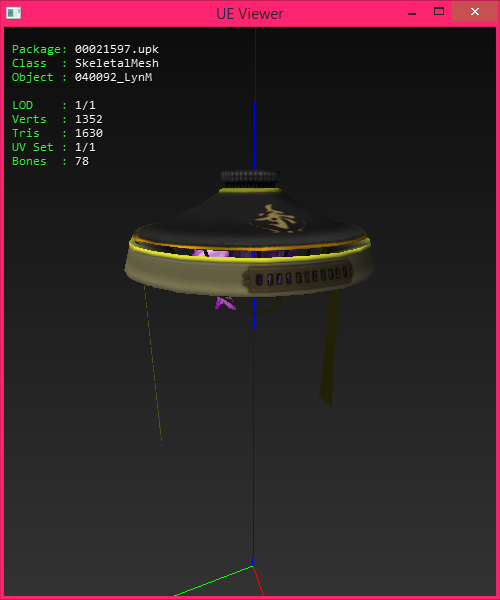 UE Viewer
Package: 00021597.upk
Class : SkeletalMesh
Object : 040092_LynM
LOD : 1/1
Verts : 1352
Tris : 1630
UV Set : 1/1
Bones : 78